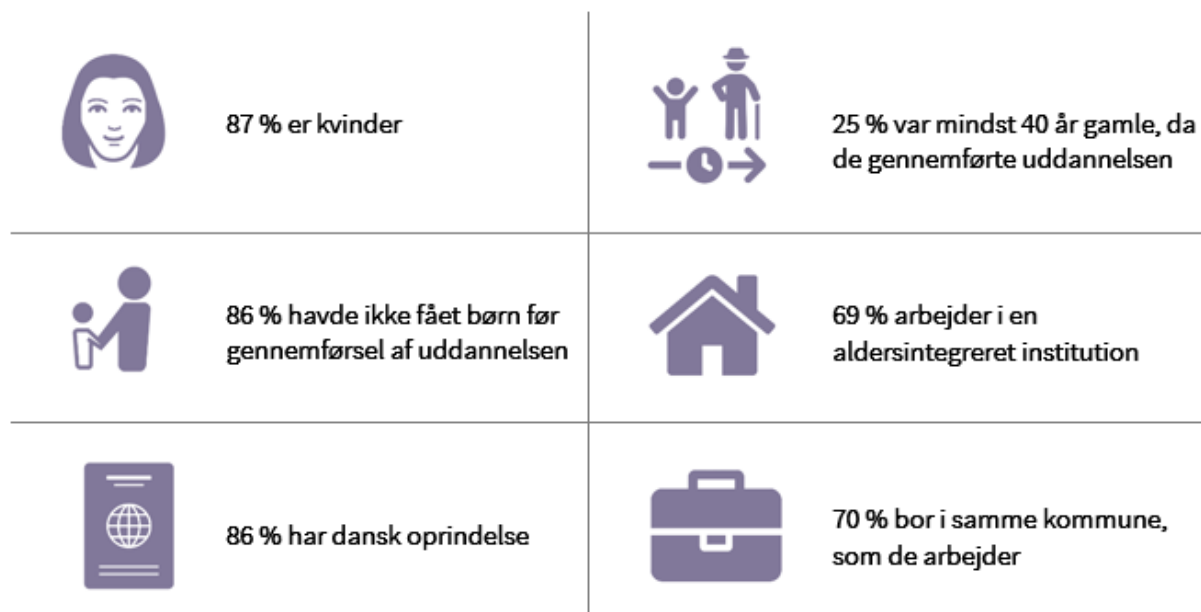 87 % er kvinder
25 % var mindst 40 år gamle, da
de gennemførte uddannelsen
86 % havde ikke fået børn før
gennemførsel af uddannelsen
69 % arbejder i en
aldersintegreret institution
86 % har dansk oprindelse
70 % bor i samme kommune,
som de arbejder